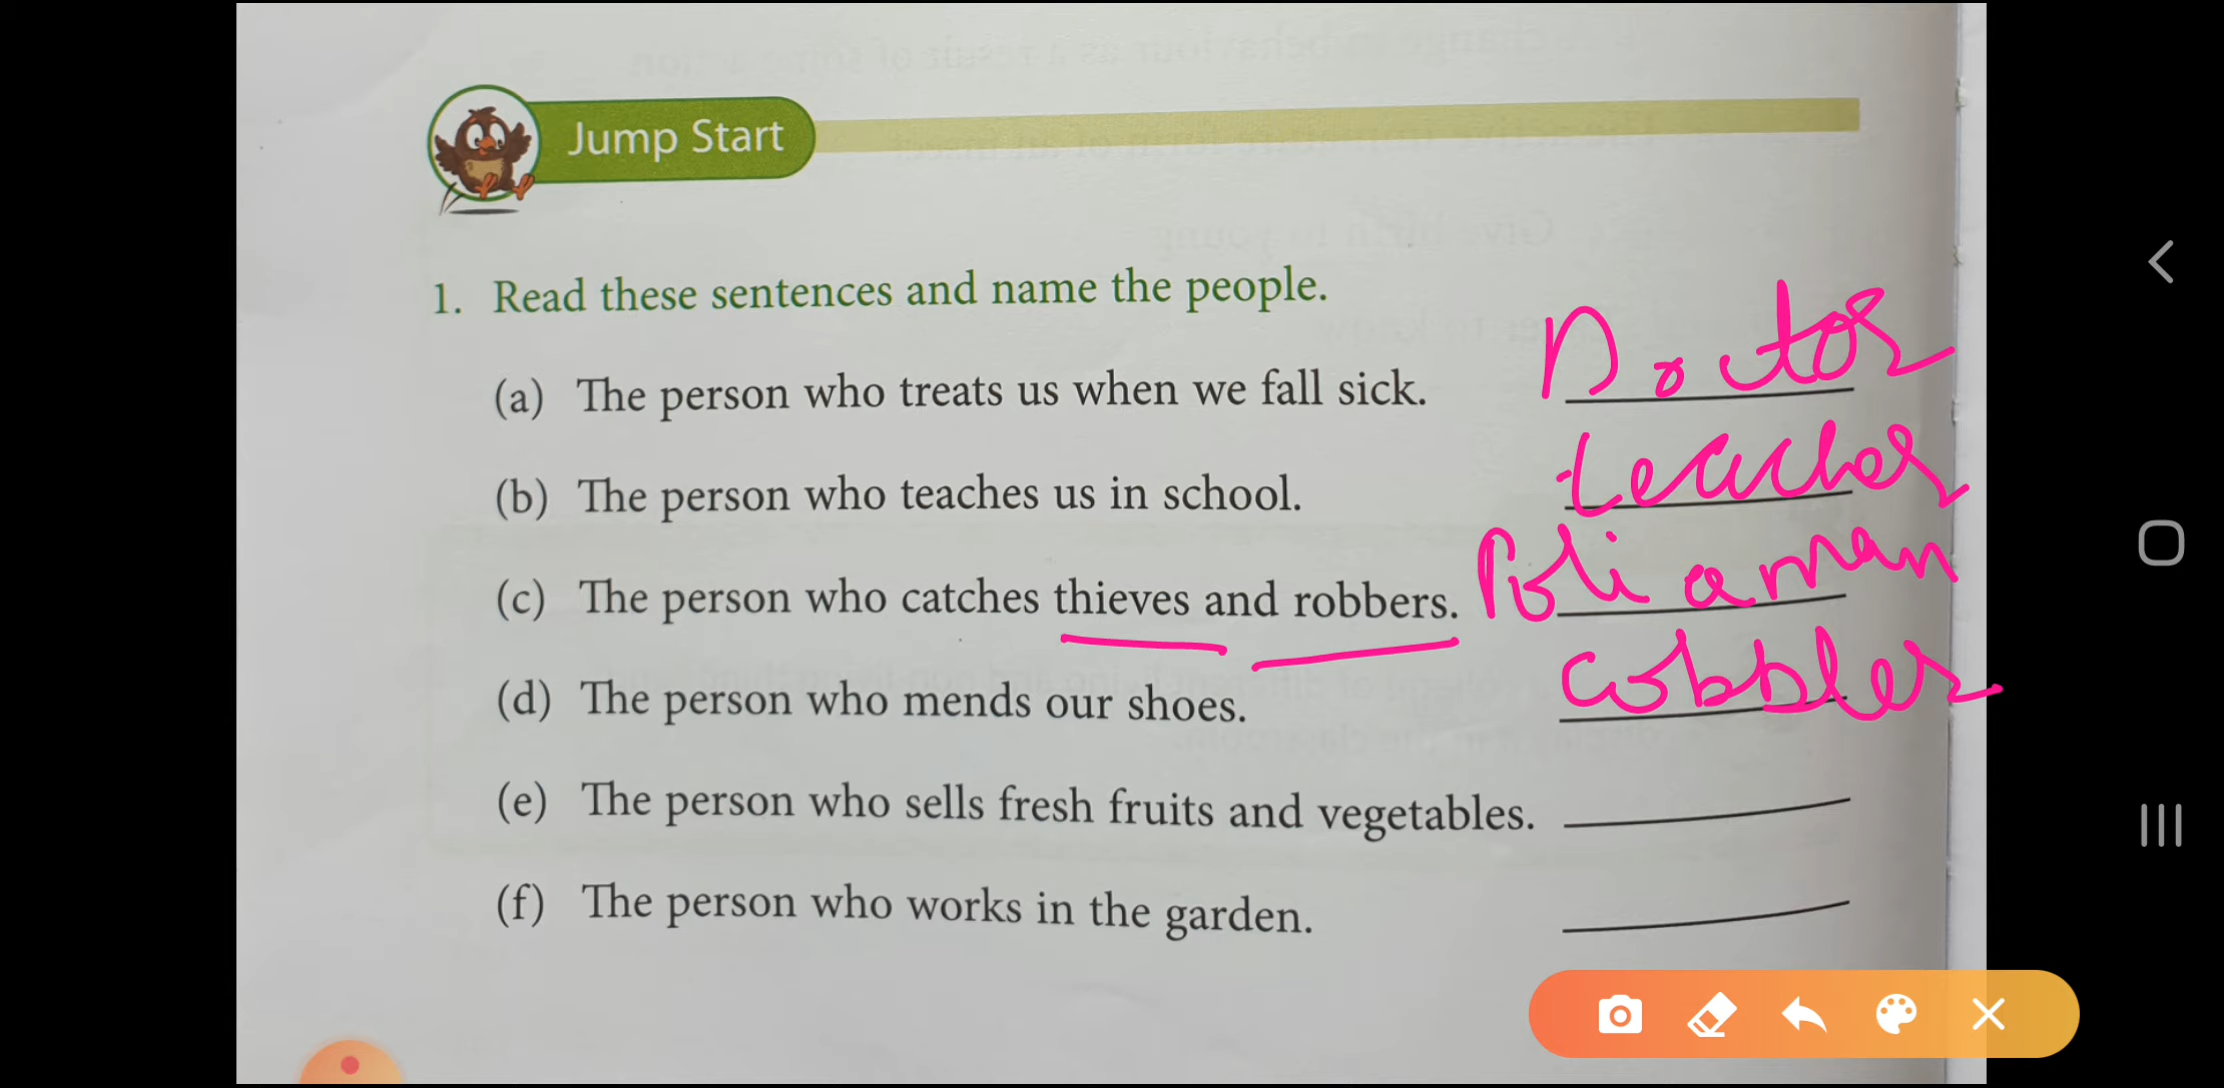 Jump Start
1. Read these sentences and name the people.
(a) The person who treats us when we fall sick. Doctor
(b) The person who teaches us in school. teacher
(c) The person who catches thieves and robbers. Policeman
(d) The person who mends our shoes. cobbler
(e) The person who sells fresh fruits and vegetables.
(f) The person who works in the garden.